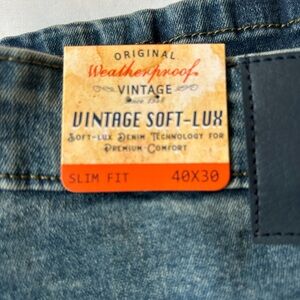 ORIGINAL
Weatherproof
VINTAGE
Since 1948
VINTAGE SOFT-LUX
SOFT-LUX DENIM TECHNOLOGY FOR
PREMIUM COMFORT
SLIM FIT 40X30